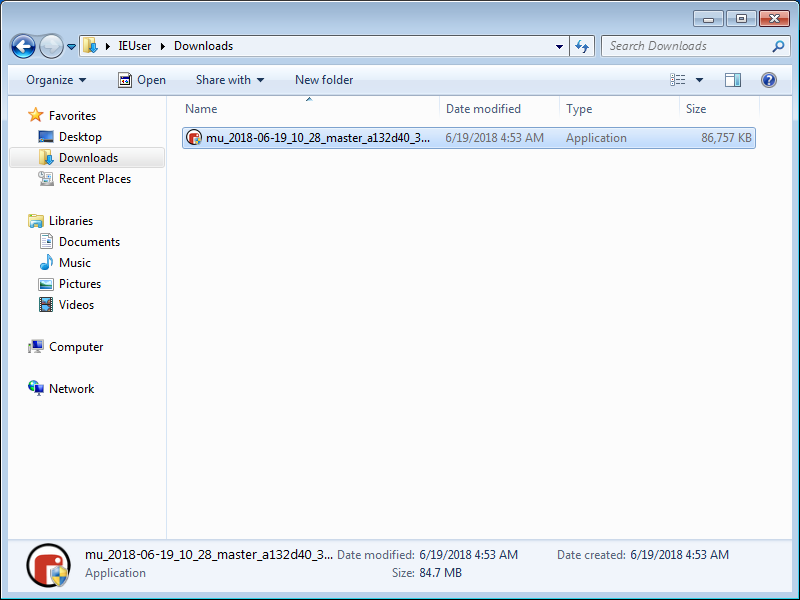 IEUser Downloads
Search Downloads
Organize Open Share with New folder
Name Date modified Type Size
mu_2018-06-19_10_28_master_a132d40_3... 6/19/2018 4:53 AM Application 86,757 KB
Favorites
Desktop
Downloads
Recent Places
Libraries
Documents
Music
Pictures
Videos
Computer
Network
mu_2018-06-19_10_28_master_a132d40_3... Date modified: 6/19/2018 4:53 AM Date created: 6/19/2018 4:53 AM
Application Size: 84.7 MB